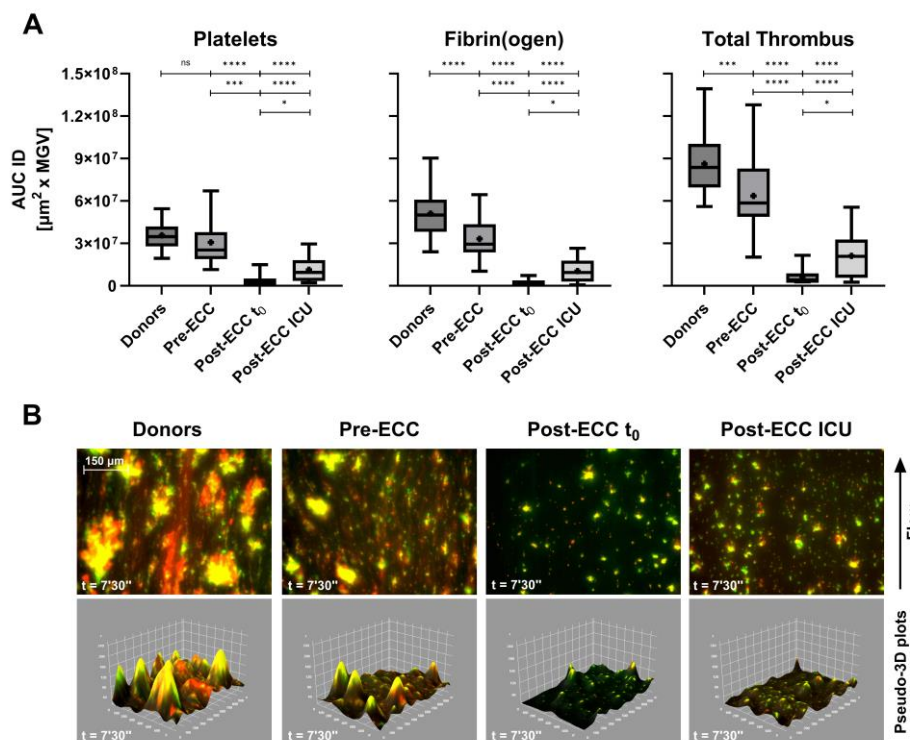 A
Platelets
Fibrin(ogen)
Total Thrombus
ns
****
****
***
****
*
****
****
****
****
****
*
***
****
****
****
****
*
AUC ID
[µm² x MGV]
1.5×10⁸
1.2×10⁸
9×10⁷
6×10⁷
3×10⁷
0
Donors
Pre-ECC
Post-ECC t₀
Post-ECC ICU
Donors
Pre-ECC
Post-ECC t₀
Post-ECC ICU
Donors
Pre-ECC
Post-ECC t₀
Post-ECC ICU
B
Donors
Pre-ECC
Post-ECC t₀
Post-ECC ICU
150 µm
t = 7'30"
t = 7'30"
t = 7'30"
t = 7'30"
t = 7'30"
t = 7'30"
t = 7'30"
t = 7'30"
Pseudo-3D plots